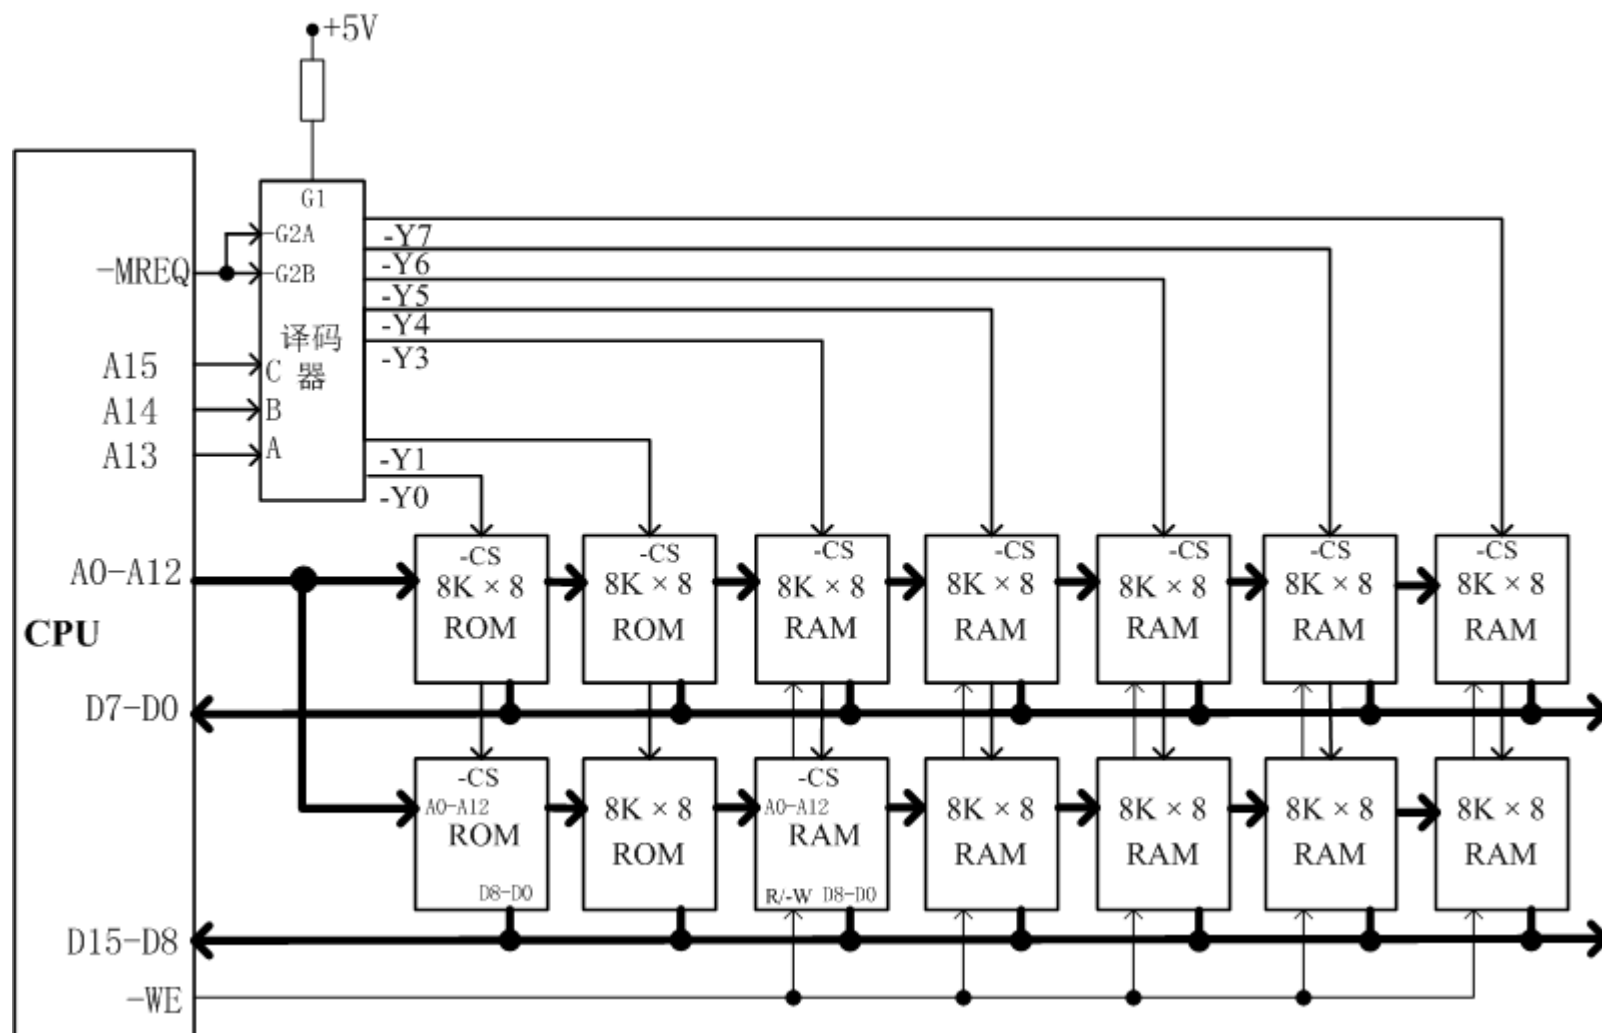 +5V
G1
-G2A
-MREQ
-G2B
译码
器
A15
C
A14
B
A13
A
-Y7
-Y6
-Y5
-Y4
-Y3
-Y1
-Y0
A0-A12
CPU
-CS
8K × 8
ROM
-CS
8K × 8
ROM
-CS
8K × 8
RAM
-CS
8K × 8
RAM
-CS
8K × 8
RAM
-CS
8K × 8
RAM
-CS
8K × 8
RAM
D7-D0
-CS
A0-A12
ROM
D8-D0
8K × 8
ROM
-CS
A0-A12
RAM
R/-W D8-D0
8K × 8
RAM
8K × 8
RAM
8K × 8
RAM
8K × 8
RAM
D15-D8
-WE